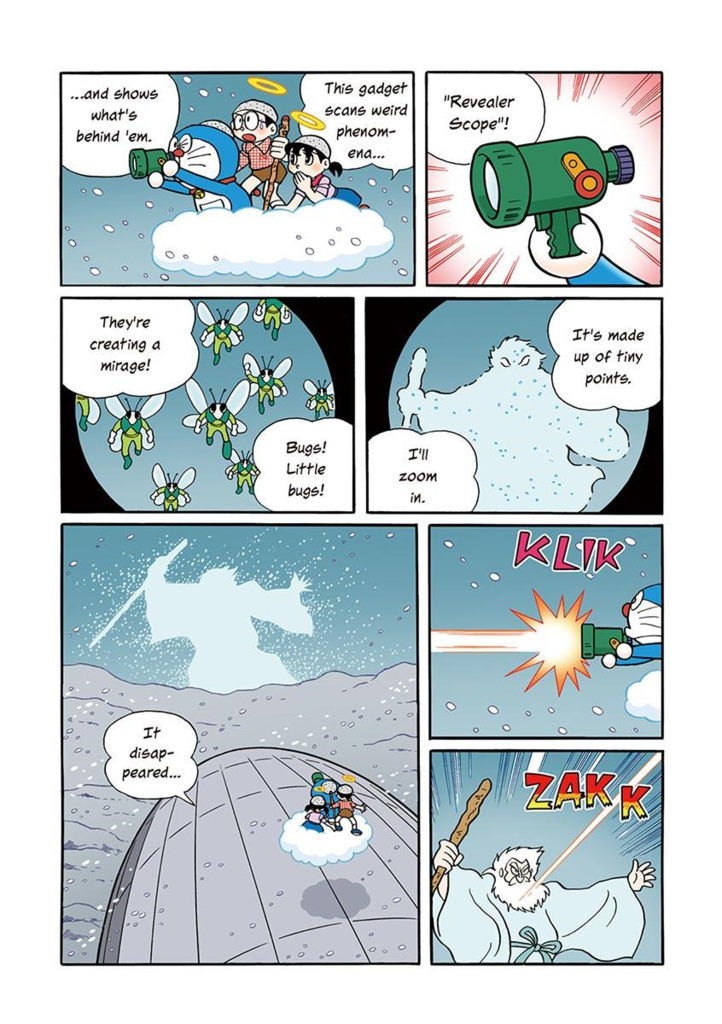 "Revealer
Scope"!
This gadget
scans weird
phenom-
ena...
...and shows
what's
behind 'em.
It's made
up of tiny
points.
I'll
zoom
in.
Bugs!
Little
bugs!
They're
creating a
mirage!
KLIK
ZAKK
It
disap-
peared...